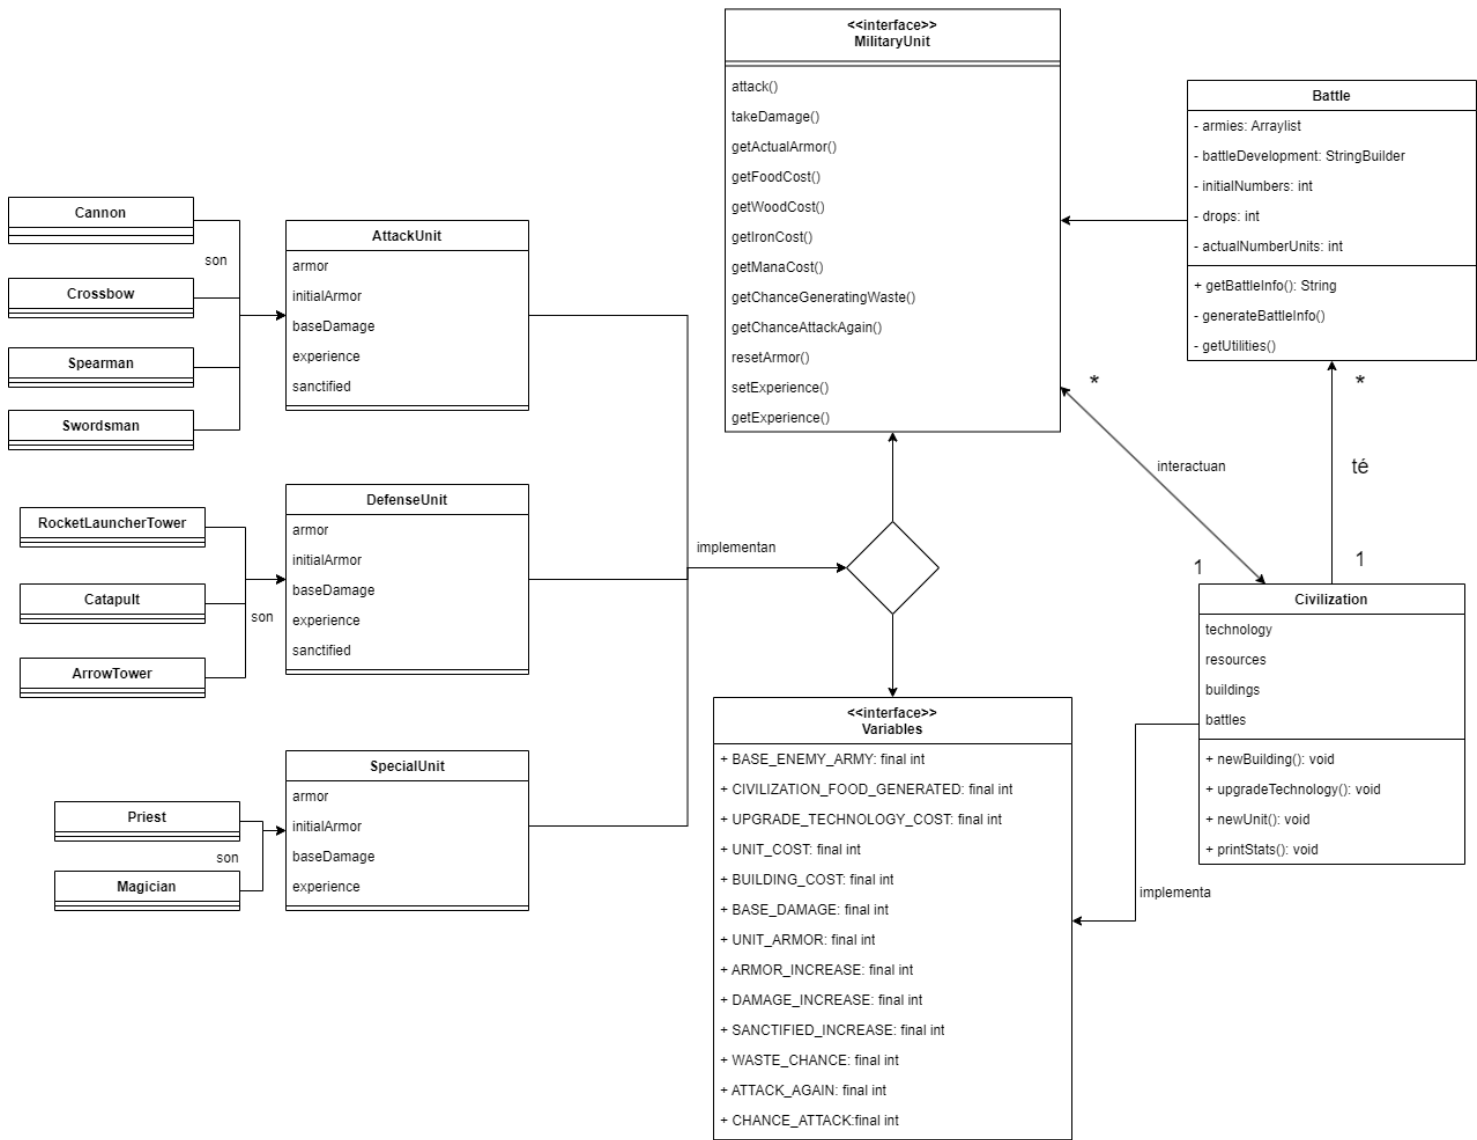 <<interface>>
MilitaryUnit
attack()
takeDamage()
getActualArmor()
getFoodCost()
getWoodCost()
getIronCost()
getManaCost()
getChanceGeneratingWaste()
getChanceAttackAgain()
resetArmor()
setExperience()
getExperience()
Battle
- armies: Arraylist
- battleDevelopment: StringBuilder
- initialNumbers: int
- drops: int
- actualNumberUnits: int
+ getBattleInfo(): String
- generateBattleInfo()
- getUtilities()
Cannon
son
Crossbow
Spearman
Swordsman
AttackUnit
armor
initialArmor
baseDamage
experience
sanctified
RocketLauncherTower
Catapult
son
ArrowTower
DefenseUnit
armor
initialArmor
baseDamage
experience
sanctified
implementan
Priest
son
Magician
SpecialUnit
armor
initialArmor
baseDamage
experience
*
interactuan
1
*
té
1
Civilization
technology
resources
buildings
battles
+ newBuilding(): void
+ upgradeTechnology(): void
+ newUnit(): void
+ printStats(): void
implementa
<<interface>>
Variables
+ BASE_ENEMY_ARMY: final int
+ CIVILIZATION_FOOD_GENERATED: final int
+ UPGRADE_TECHNOLOGY_COST: final int
+ UNIT_COST: final int
+ BUILDING_COST: final int
+ BASE_DAMAGE: final int
+ UNIT_ARMOR: final int
+ ARMOR_INCREASE: final int
+ DAMAGE_INCREASE: final int
+ SANCTIFIED_INCREASE: final int
+ WASTE_CHANCE: final int
+ ATTACK_AGAIN: final int
+ CHANCE_ATTACK:final int